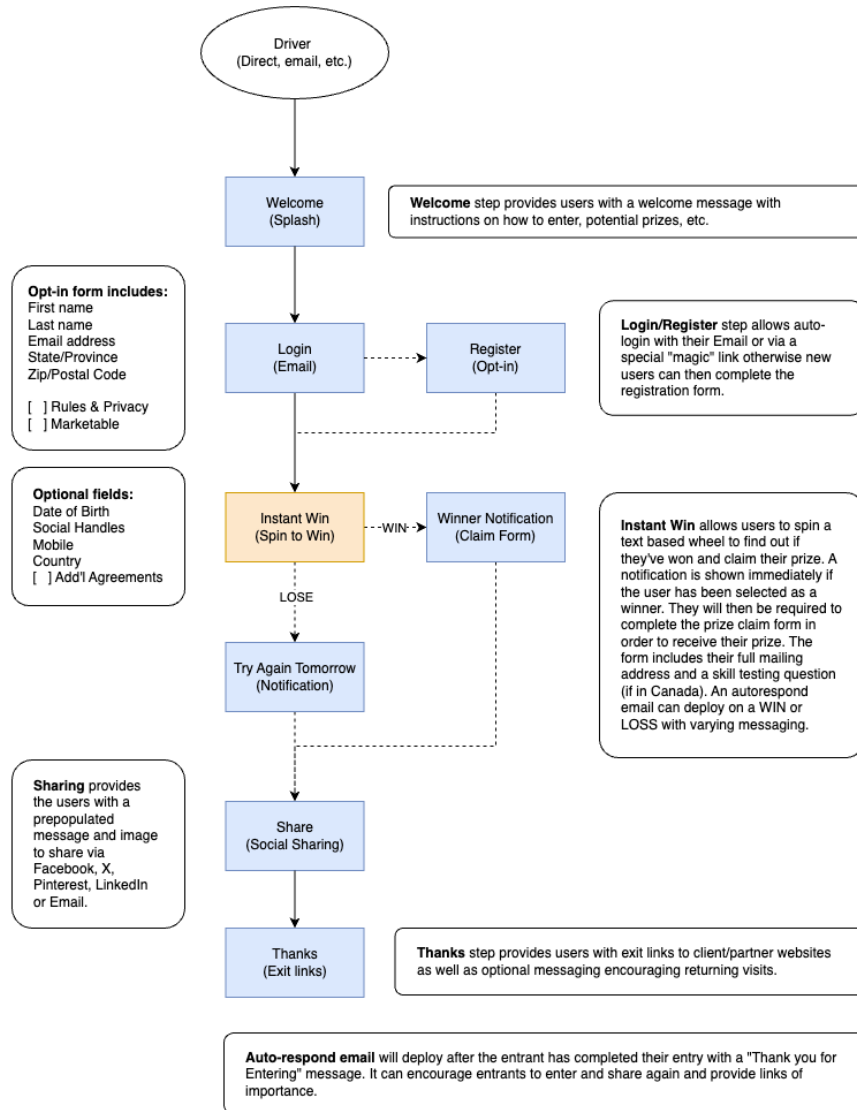 Driver
(Direct, email, etc.)
Welcome
(Splash)
Welcome step provides users with a welcome message with
instructions on how to enter, potential prizes, etc.
Opt-in form includes:
First name
Last name
Email address
State/Province
Zip/Postal Code
[ ] Rules & Privacy
[ ] Marketable
Login
(Email)
Register
(Opt-in)
Login/Register step allows auto-
login with their Email or via a
special "magic" link otherwise new
users can then complete the
registration form.
Optional fields:
Date of Birth
Social Handles
Mobile
Country
[ ] Add'l Agreements
Instant Win
(Spin to Win)
WIN
Winner Notification
(Claim Form)
Instant Win allows users to spin a
text based wheel to find out if
they've won and claim their prize. A
notification is shown immediately if
the user has been selected as a
winner. They will then be required to
complete the prize claim form in
order to receive their prize. The
form includes their full mailing
address and a skill testing question
(if in Canada). An autorespond
email can deploy on a WIN or
LOSS with varying messaging.
LOSE
Try Again Tomorrow
(Notification)
Sharing provides
the users with a
prepopulated
message and image
to share via
Facebook, X,
Pinterest, LinkedIn
or Email.
Share
(Social Sharing)
Thanks
(Exit links)
Thanks step provides users with exit links to client/partner websites
as well as optional messaging encouraging returning visits.
Auto-respond email will deploy after the entrant has completed their entry with a "Thank you for
Entering" message. It can encourage entrants to enter and share again and provide links of
importance.